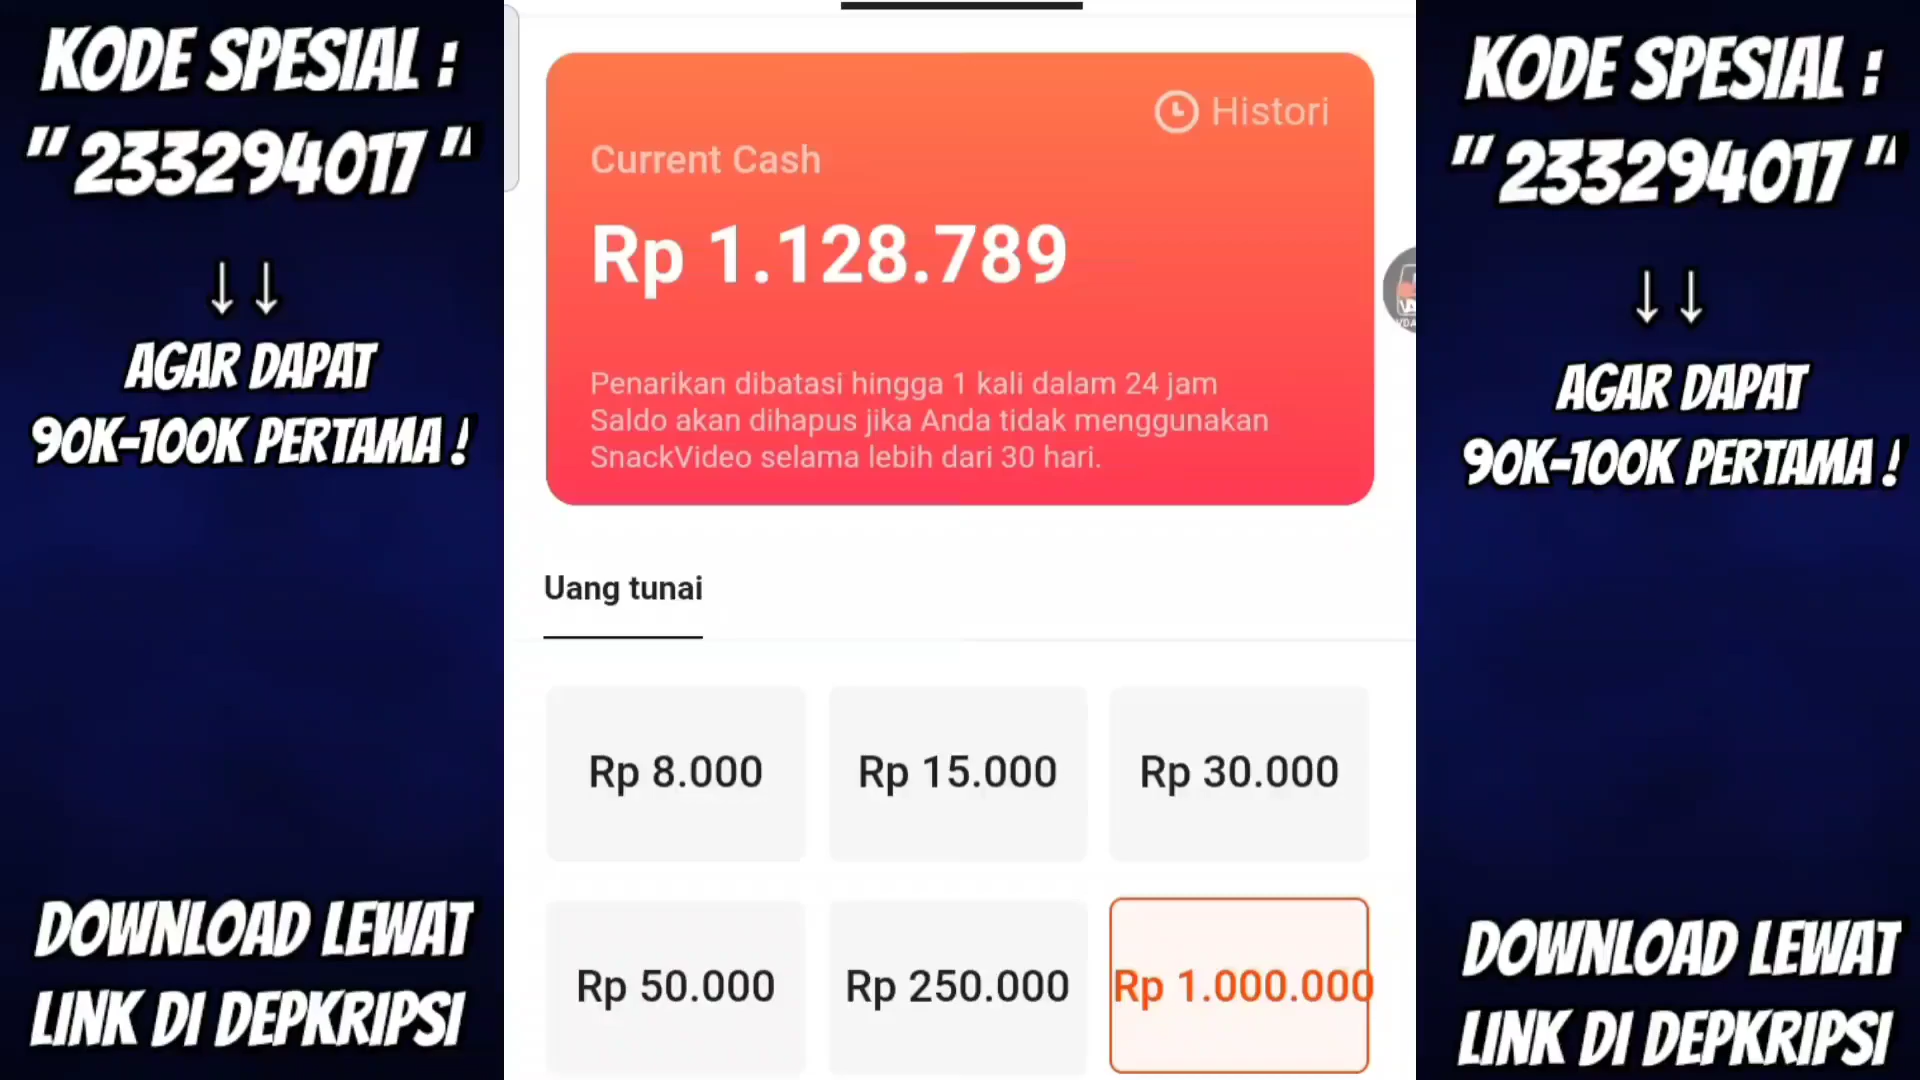 KODE SPESIAL :
" 233294017 "
↓↓
AGAR DAPAT
90K-100K PERTAMA !
DOWNLOAD LEWAT
LINK DI DEPKRIPSI
Histori
Current Cash
Rp 1.128.789
Penarikan dibatasi hingga 1 kali dalam 24 jam
Saldo akan dihapus jika Anda tidak menggunakan
SnackVideo selama lebih dari 30 hari.
Uang tunai
Rp 8.000
Rp 15.000
Rp 30.000
Rp 50.000
Rp 250.000
Rp 1.000.000
KODE SPESIAL :
" 233294017 "
↓↓
AGAR DAPAT
90K-100K PERTAMA !
DOWNLOAD LEWAT
LINK DI DEPKRIPSI